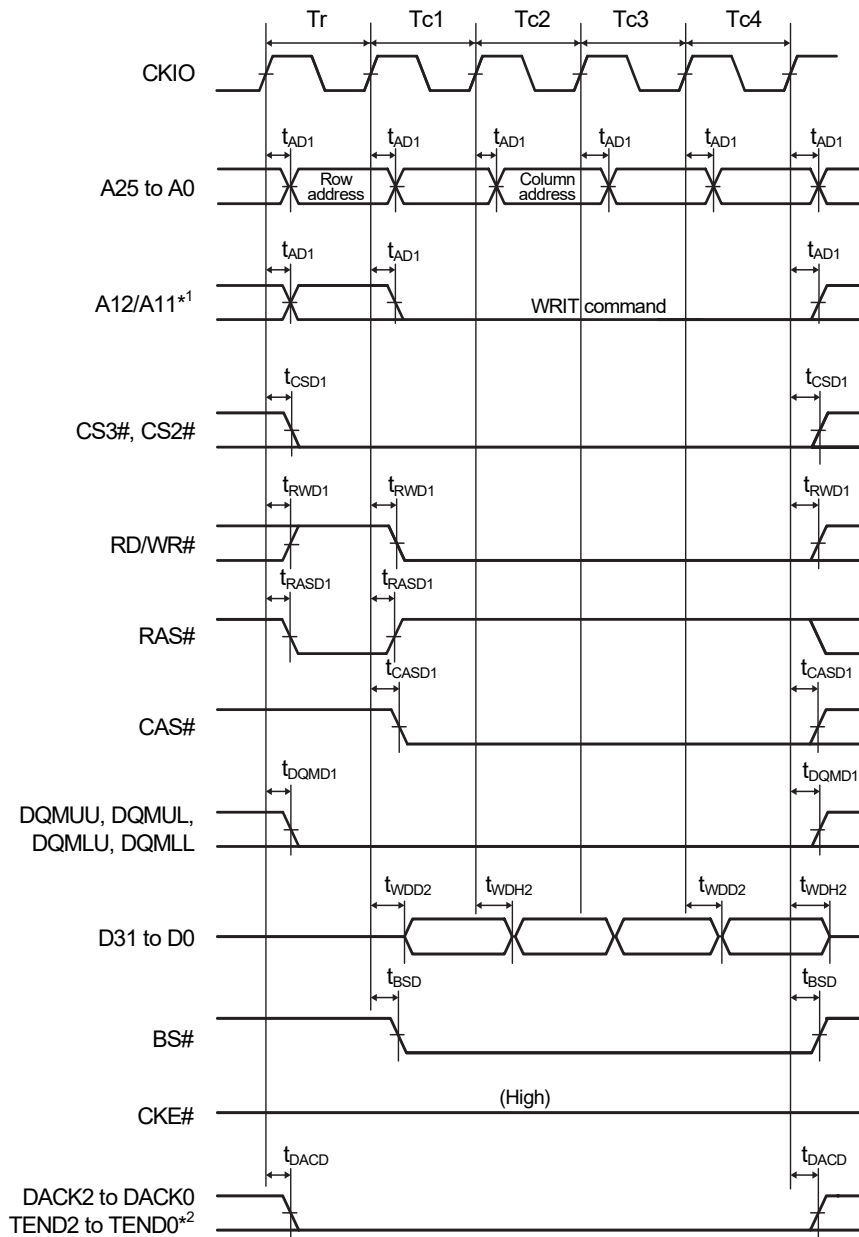 Tr Tc1 Tc2 Tc3 Tc4
CKIO
tAD1 tAD1 tAD1 tAD1 tAD1 tAD1
A25 to A0
Row
address
Column
address
tAD1 tAD1 tAD1
A12/A11*1
WRIT command
tCSD1 tCSD1
CS3#, CS2#
tRWD1 tRWD1 tRWD1
RD/WR#
tRASD1 tRASD1
RAS#
tCASD1 tCASD1
CAS#
tDQMD1 tDQMD1
DQMUU, DQMUL,
DQMLU, DQMLL
tWDD2 tWDH2 tWDD2 tWDH2
D31 to D0
tBSD tBSD
BS#
(High)
CKE#
tDACD tDACD
DACK2 to DACK0
TEND2 to TEND0*2